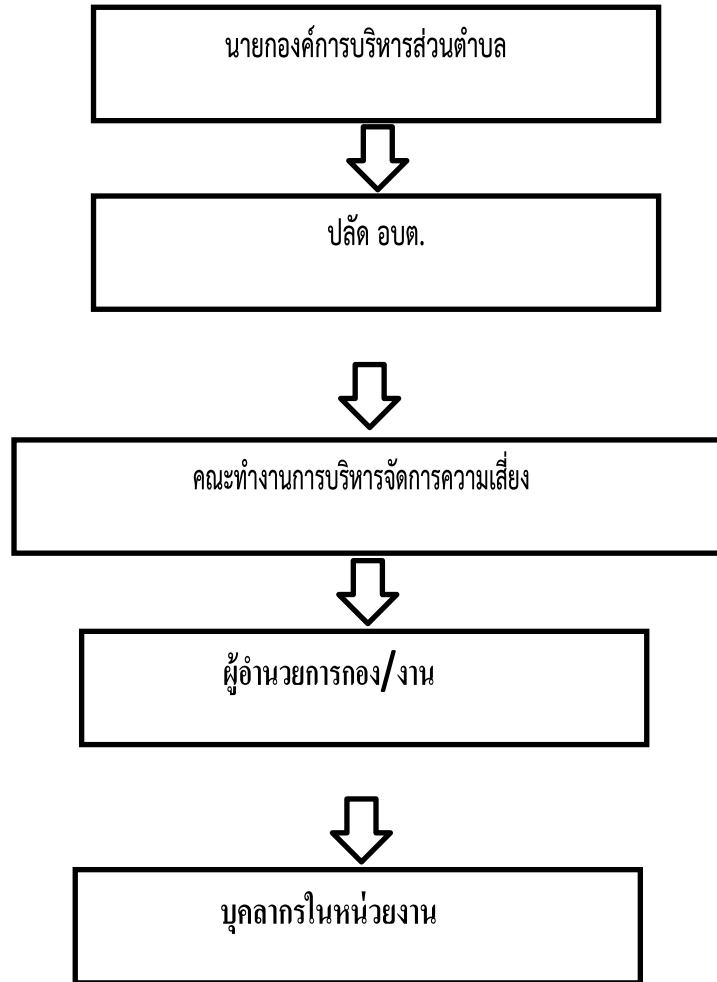 นายกองค์การบริหารส่วนตำบล
ปลัด อบต.
คณะทำงานการบริหารจัดการความเสี่ยง
ผู้อำนวยการกอง/งาน
บุคลากรในหน่วยงาน